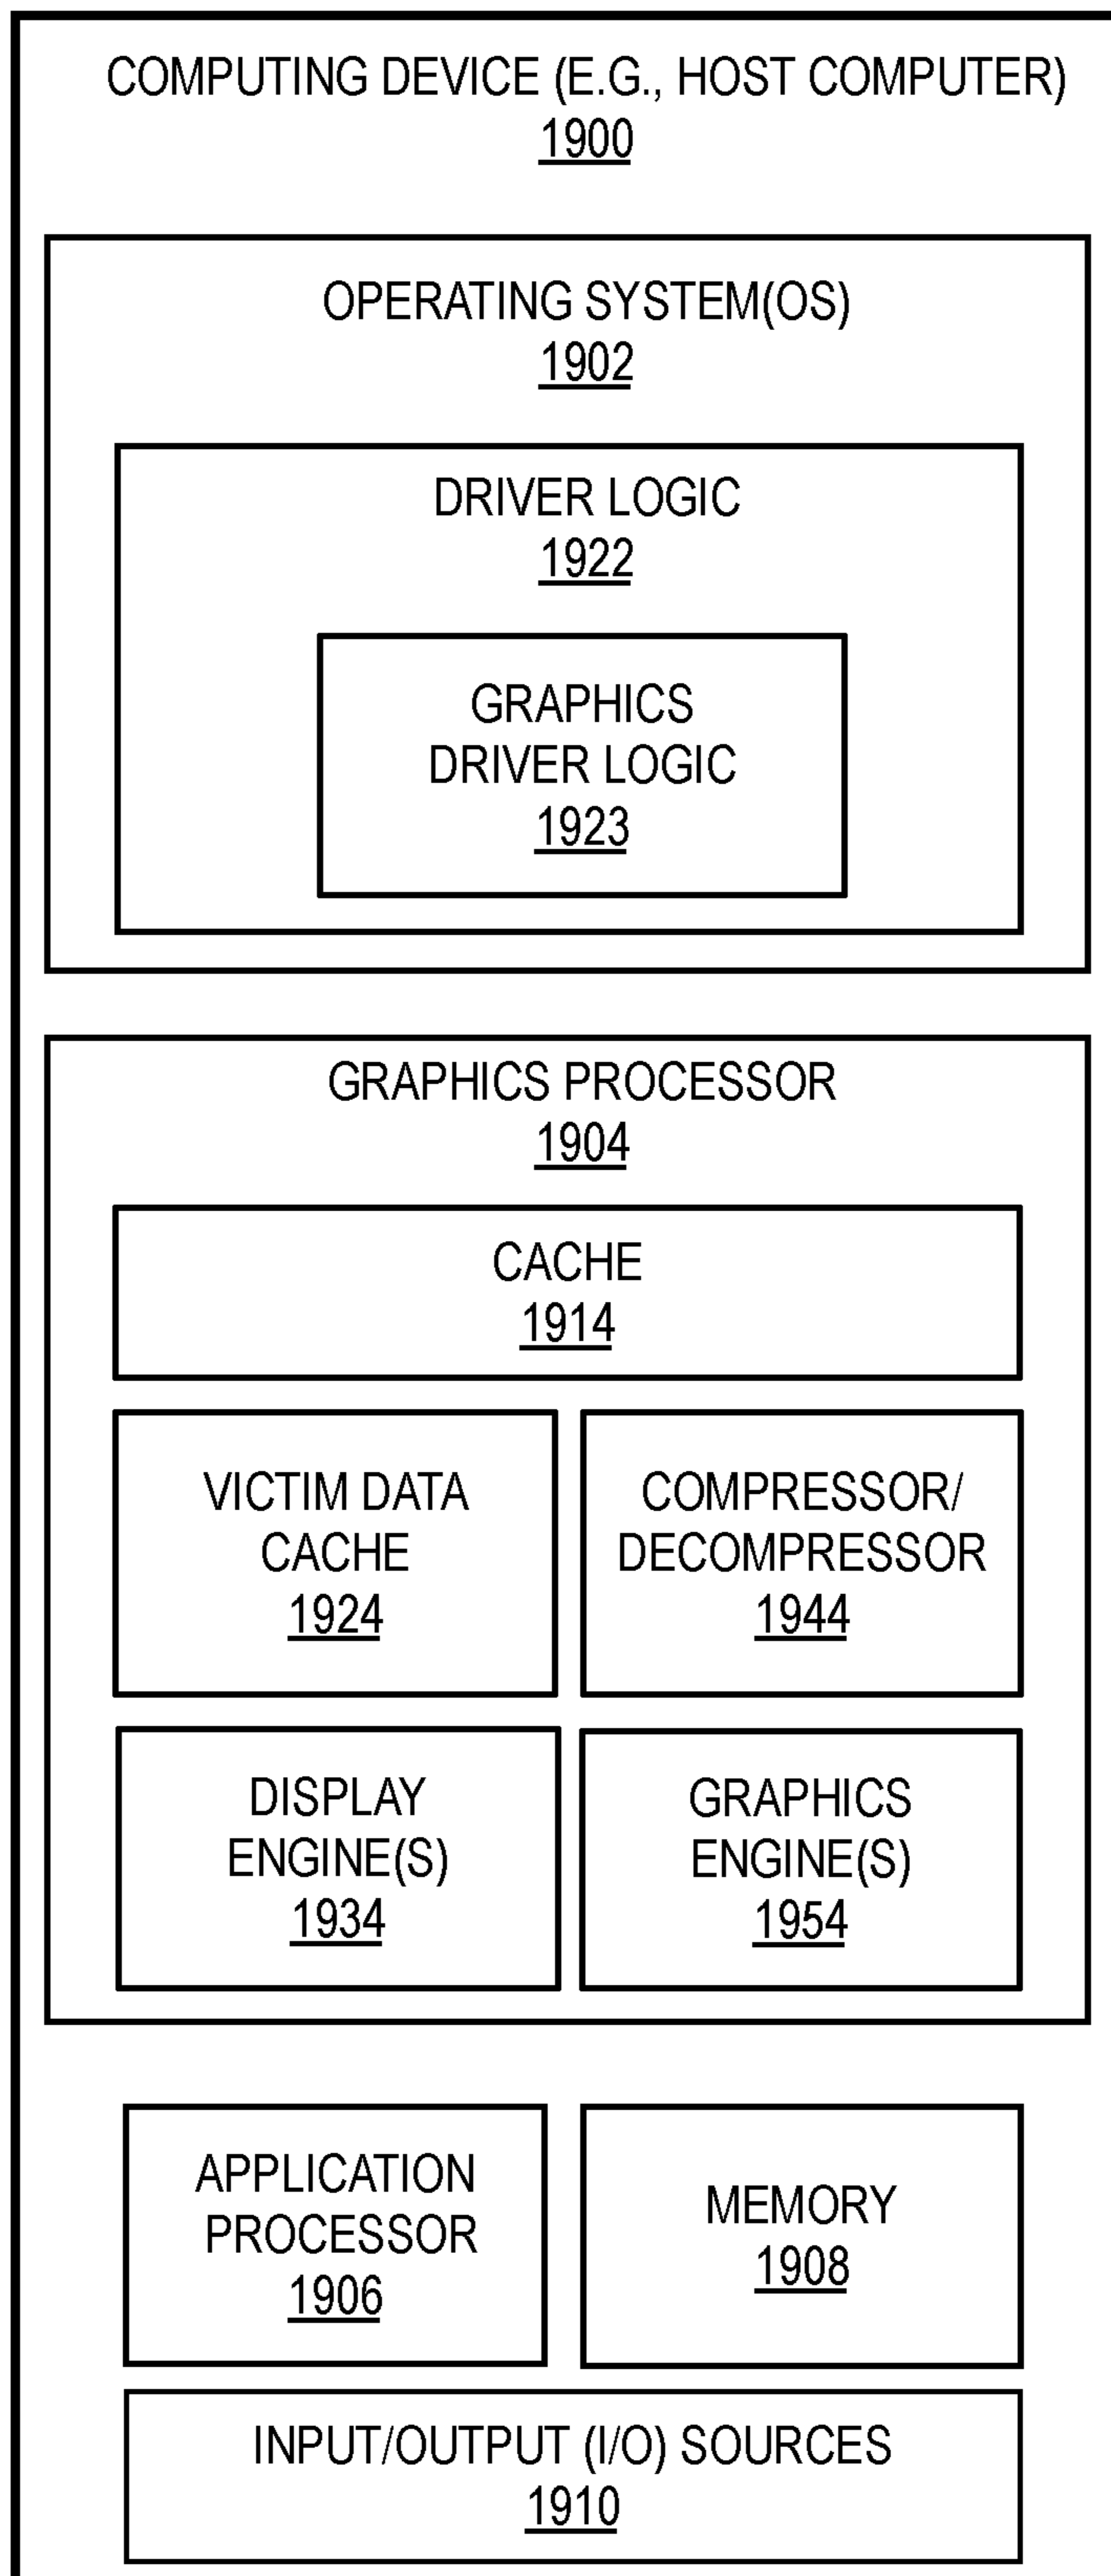 COMPUTING DEVICE (E.G., HOST COMPUTER)
1900
OPERATING SYSTEM(OS)
1902
DRIVER LOGIC
1922
GRAPHICS
DRIVER LOGIC
1923
GRAPHICS PROCESSOR
1904
CACHE
1914
VICTIM DATA
CACHE
1924
COMPRESSOR/
DECOMPRESSOR
1944
DISPLAY
ENGINE(S)
1934
GRAPHICS
ENGINE(S)
1954
APPLICATION
PROCESSOR
1906
MEMORY
1908
INPUT/OUTPUT (I/O) SOURCES
1910